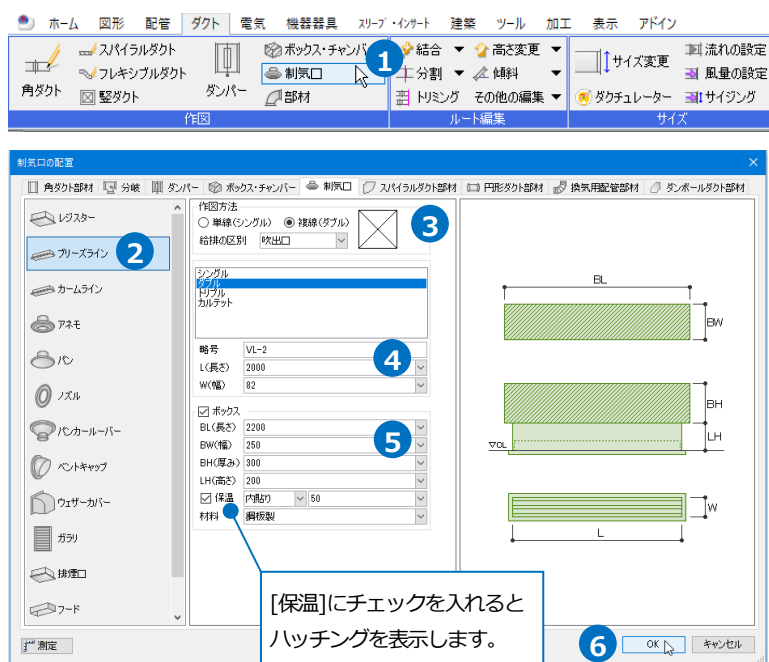 ホーム 図形 配管 ダクト 電気 機器器具 スリーブ・インサート 建築 ツール 加工 表示 アドイン
スパイラルダクト ボックス・チャンバー 結合 高さ変更 サイズ変更 流れの設定
フレキシブルダクト 制気口 1 分割 傾斜 風量の設定
角ダクト 竪ダクト ダンパー 部材 トリミング その他の編集 ダクチュレーター サイジング
作図 ルート編集 サイズ
制気口の配置
角ダクト部材 分岐 ダンパー ボックス・チャンバー 制気口 スパイラルダクト部材 円形ダクト部材 換気用配管部材 ダンボールダクト部材
レジスター
ブリーズライン 2
カームライン
アネモ
パン
ノズル
パンカールーバー
ベントキャップ
ウェザーカバー
ガラリ
排煙口
フード
測定
作図方法
単線(シングル) 複線(ダブル) 3
給排の区別 吹出口
シングル
ダブル
トリプル
カルテット
略号 VL-2
L(長さ) 2000 4
W(幅) 82
ボックス
BL(長さ) 2200
BW(幅) 250 5
BH(厚み) 300
LH(高さ) 200
保温 内貼り 50
材料 鋼板製
BL
BW
BH
LH
▽CL
W
L
[保温]にチェックを入れると
ハッチングを表示します。
6 OK キャンセル